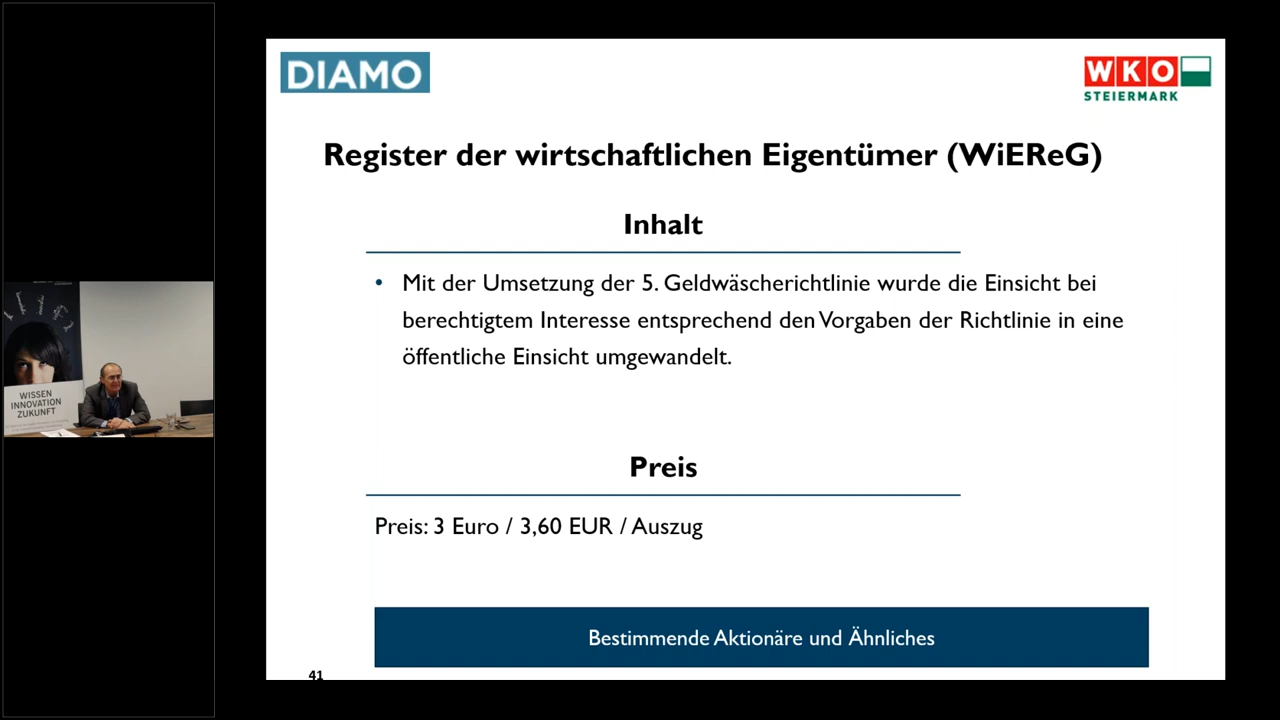 DIAMO
WKO
STEIERMARK
Register der wirtschaftlichen Eigentümer (WiEReG)
Inhalt
• Mit der Umsetzung der 5. Geldwäscherichtlinie wurde die Einsicht bei
berechtigtem Interesse entsprechend den Vorgaben der Richtlinie in eine
öffentliche Einsicht umgewandelt.
Preis
Preis: 3 Euro / 3,60 EUR / Auszug
Bestimmende Aktionäre und Ähnliches
41
WISSEN
INNOVATION
ZUKUNFT